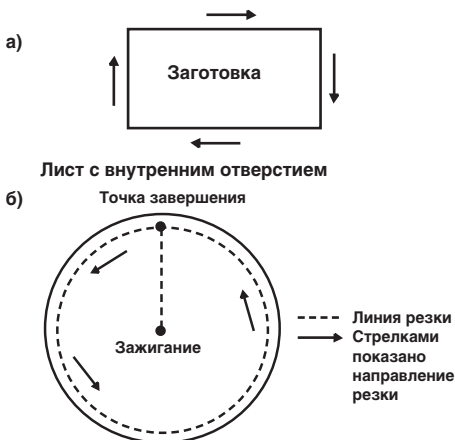 а)
Заготовка
Лист с внутренним отверстием
б)
Точка завершения
Зажигание
Линия резки
Стрелками
показано
направление
резки